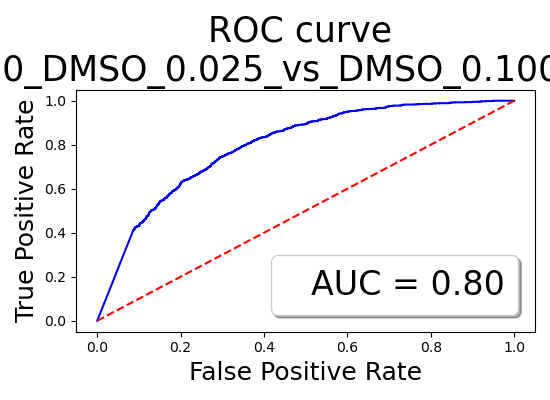 ROC curve
0_DMSO_0.025_vs_DMSO_0.100
True Positive Rate
1.0
0.8
0.6
0.4
0.2
0.0
AUC = 0.80
0.0 0.2 0.4 0.6 0.8 1.0
False Positive Rate